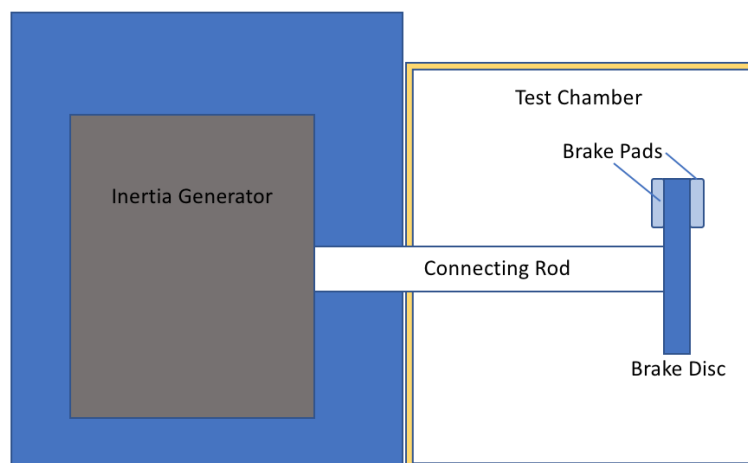 Test Chamber
Brake Pads
Inertia Generator
Connecting Rod
Brake Disc